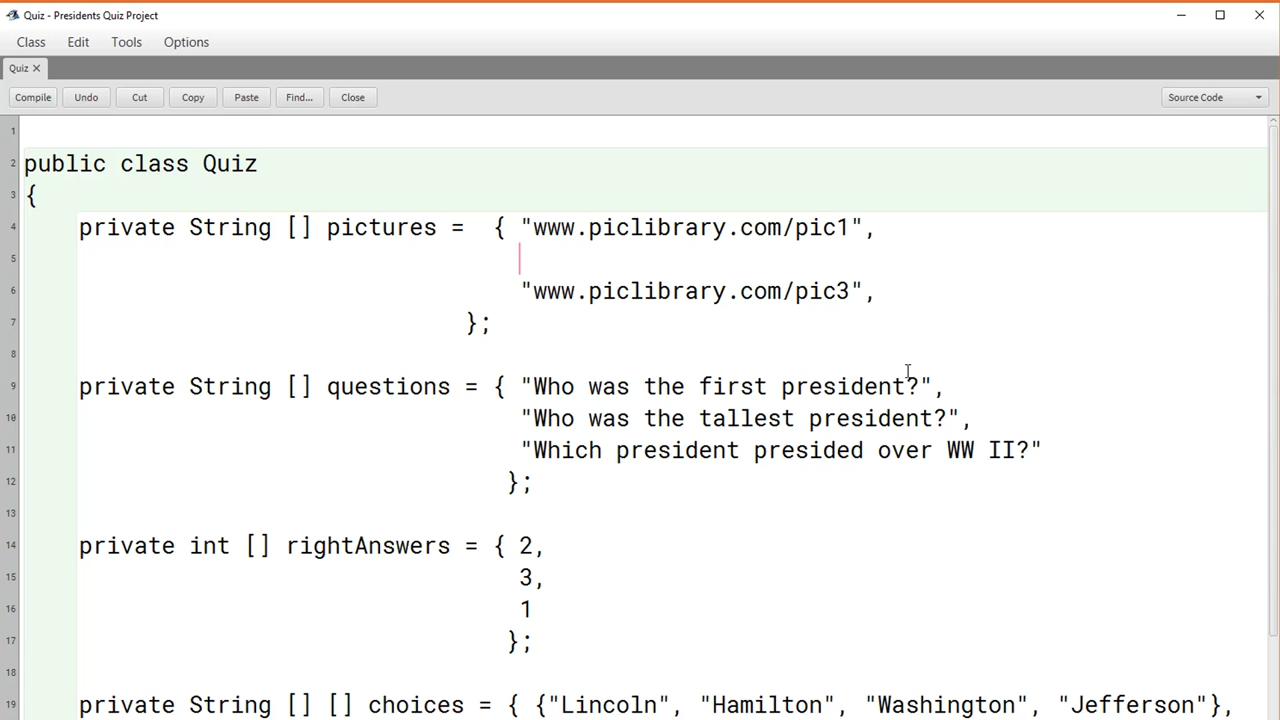 Quiz - Presidents Quiz Project
Class Edit Tools Options
Quiz
Compile Undo Cut Copy Paste Find... Close Source Code
1
2 public class Quiz
3 {
4 private String [] pictures = { "www.piclibrary.com/pic1",
5
6 "www.piclibrary.com/pic3",
7 };
8
9 private String [] questions = { "Who was the first president?",
10 "Who was the tallest president?",
11 "Which president presided over WW II?"
12 };
13
14 private int [] rightAnswers = { 2,
15 3,
16 1
17 };
18
19 private String [] [] choices = { {"Lincoln", "Hamilton", "Washington", "Jefferson"},